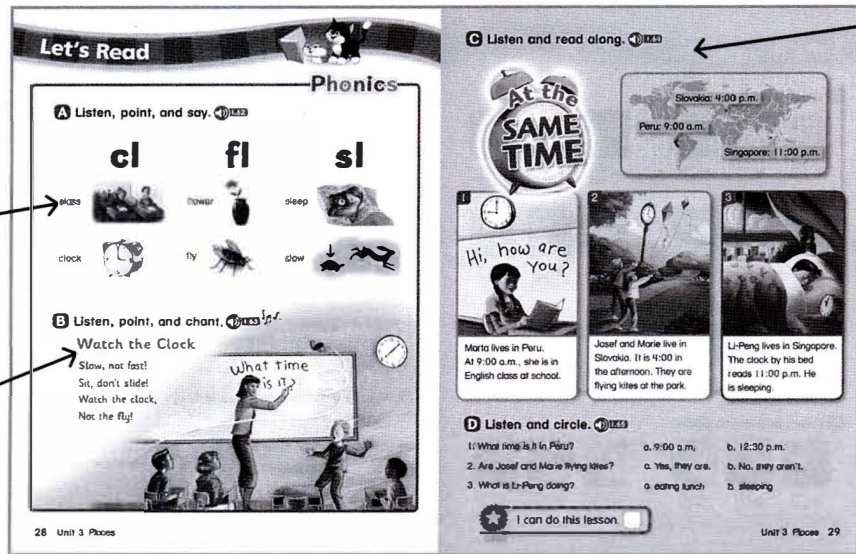 Let's Read
Phonics
A Listen, point, and say. 1.62
cl fl sl
class flower sleep
clock fly slow
B Listen, point, and chant. 1.63
Watch the Clock
Slow, not fast!
Sit, don't slide!
Watch the clock,
Not the fly!
What time
is it?
28 Unit 3 Places
C Listen and read along.
At the
SAME
TIME
Slovakia: 4:00 p.m.
Peru: 9:00 a.m.
Singapore: 11:00 p.m.
1
Hi, how are
you?
Marta lives in Peru.
At 9:00 a.m., she is in
English class at school.
2
Josef and Marie live in
Slovakia. It is 4:00 in
the afternoon. They are
flying kites at the park.
3
Li-Peng lives in Singapore.
The clock by his bed
reads 11:00 p.m. He
is sleeping.
D Listen and circle. 1.65
1. What time is it in Peru? a. 9:00 a.m. b. 12:30 p.m.
2. Are Josef and Marie flying kites? a. Yes, they are. b. No, they aren't.
3. What is Li-Peng doing? a. eating lunch b. sleeping
I can do this lesson.
Unit 3 Places 29